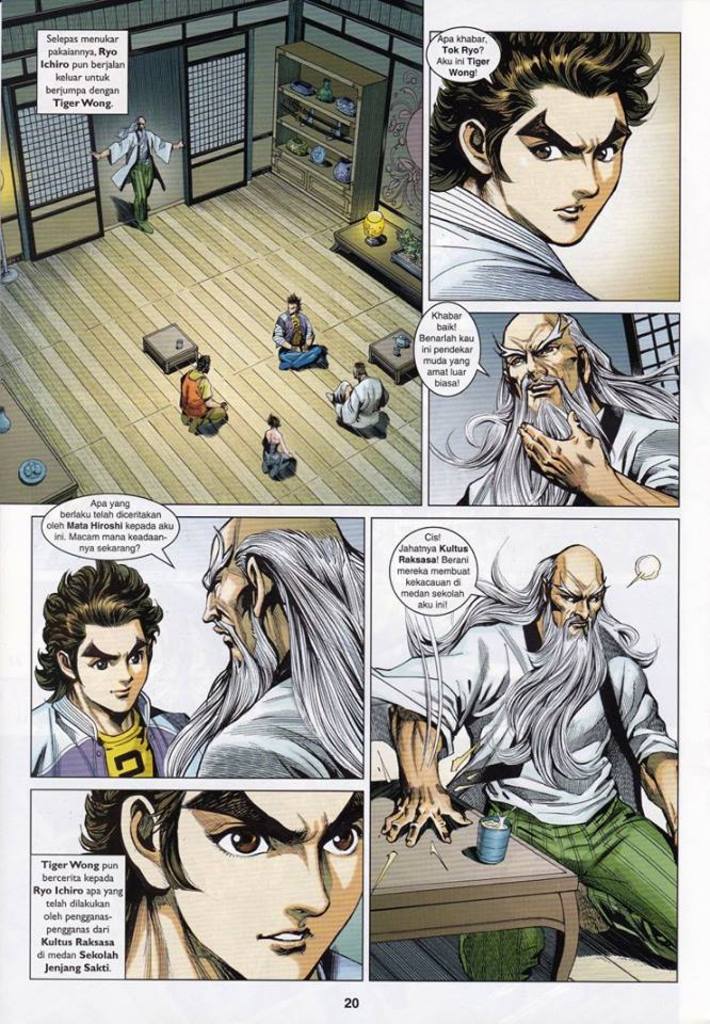 Selepas menukar
pakaiannya, Ryo
Ichiro pun berjalan
keluar untuk
berjumpa dengan
Tiger Wong.
Apa khabar,
Tok Ryo?
Aku ini Tiger
Wong!
Khabar
baik!
Benarlah kau
ini pendekar
muda yang
amat luar
biasa!
Apa yang
berlaku telah diceritakan
oleh Mata Hiroshi kepada aku
ini. Macam mana keadaan-
nya sekarang?
Cis!
Jahatnya Kultus
Raksasa! Berani
mereka membuat
kekacauan di
medan sekolah
aku ini!
2
Tiger Wong pun
bercerita kepada
Ryo Ichiro apa yang
telah dilakukan
oleh pengganas-
pengganas dari
Kultus Raksasa
di medan Sekolah
Jenjang Sakti.
20